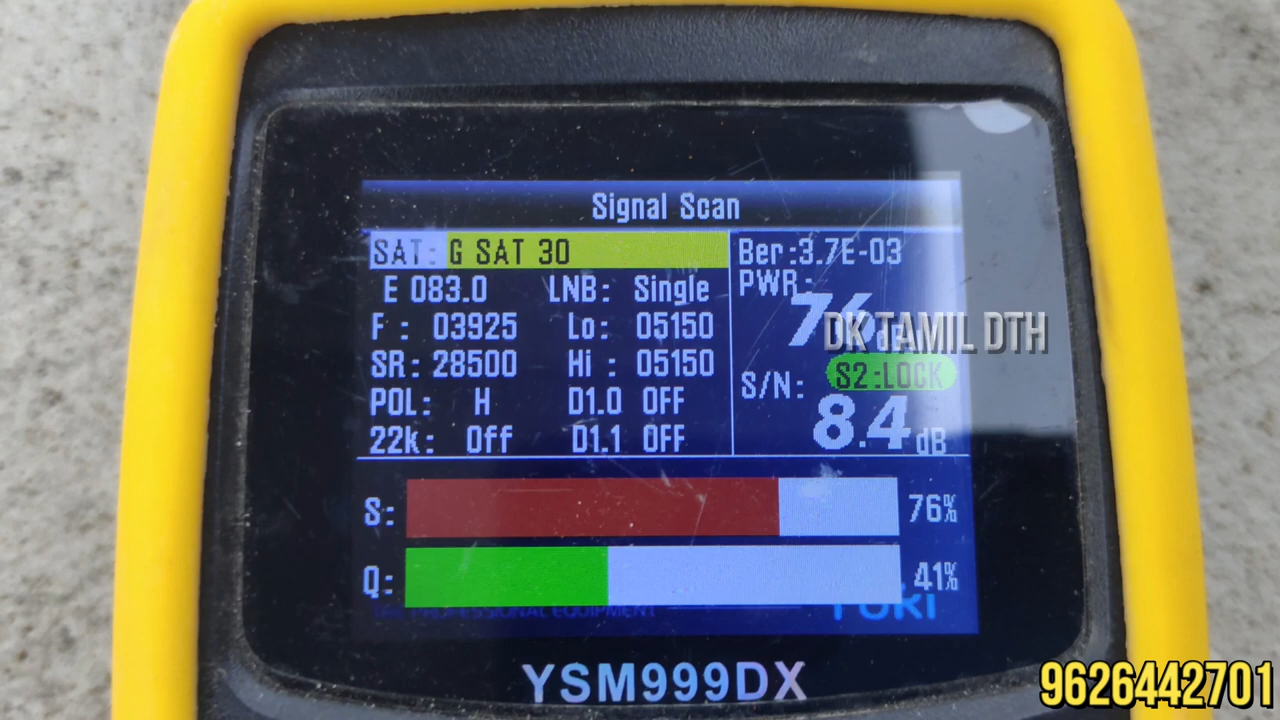 Signal Scan
SAT: G SAT 30
E 083.0 LNB: Single
F : 03925 Lo: 05150
SR: 28500 Hi : 05150
POL: H D1.0 OFF
22k: Off D1.1 OFF
Ber:3.7E-03
PWR:
76
DK TAMIL DTH
S2:LOCK
S/N:
8.4 dB
S: 76%
Q: 41%
PROFESSIONAL EQUIPMENT
YSM999DX
9626442701